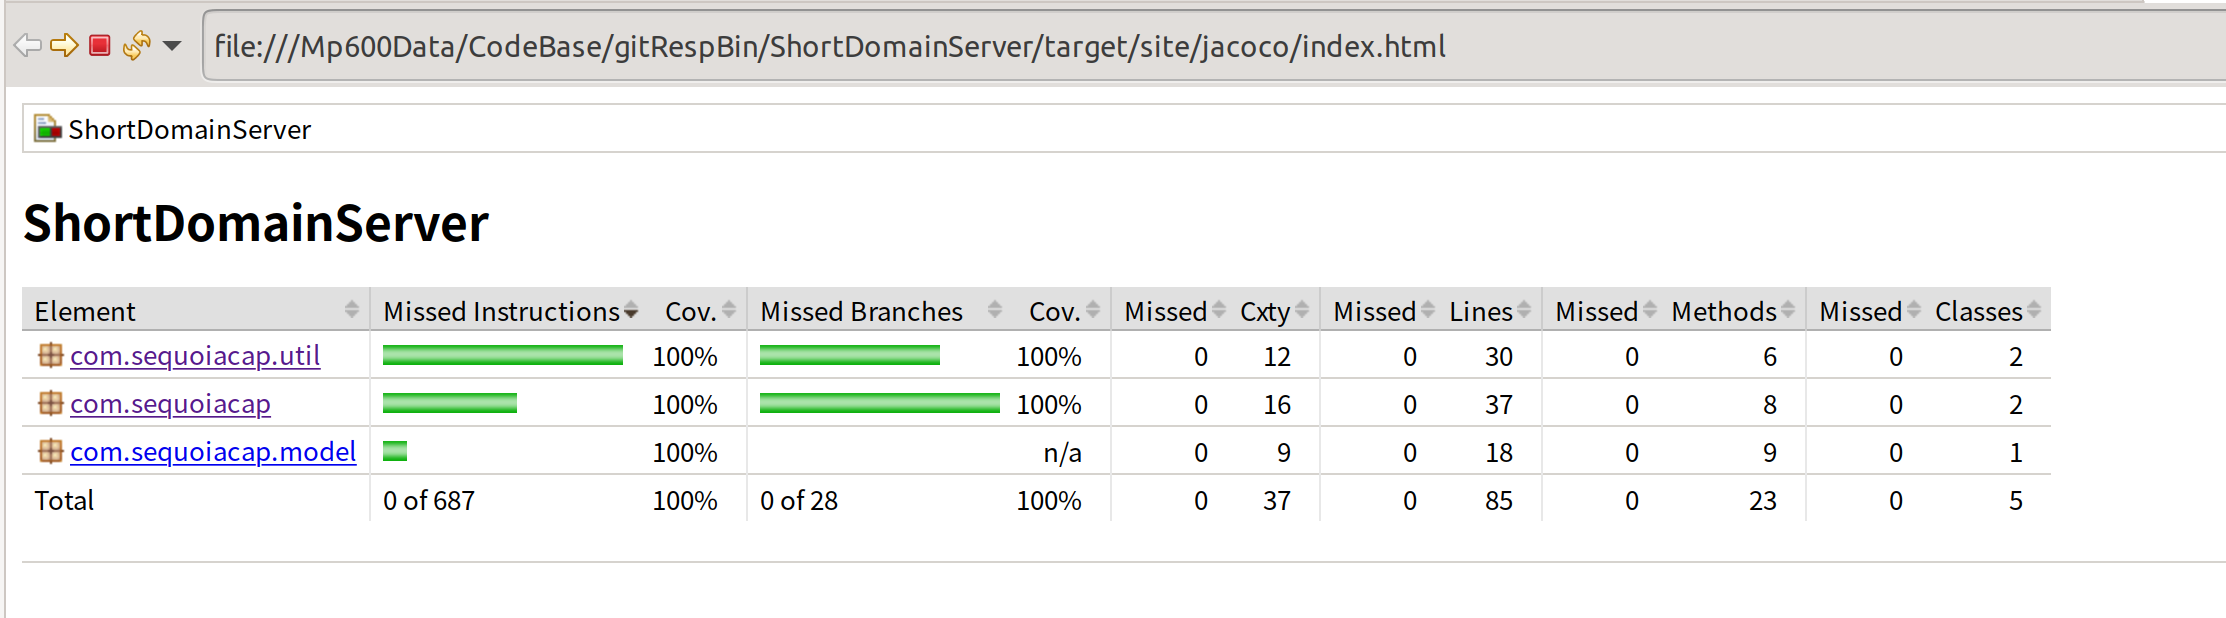 file:///Mp600Data/CodeBase/gitRespBin/ShortDomainServer/target/site/jacoco/index.html
ShortDomainServer
ShortDomainServer
Element Missed Instructions Cov. Missed Branches Cov. Missed Cxty Missed Lines Missed Methods Missed Classes
com.sequoiacap.util 100% 100% 0 12 0 30 0 6 0 2
com.sequoiacap 100% 100% 0 16 0 37 0 8 0 2
com.sequoiacap.model 100% n/a 0 9 0 18 0 9 0 1
Total 0 of 687 100% 0 of 28 100% 0 37 0 85 0 23 0 5